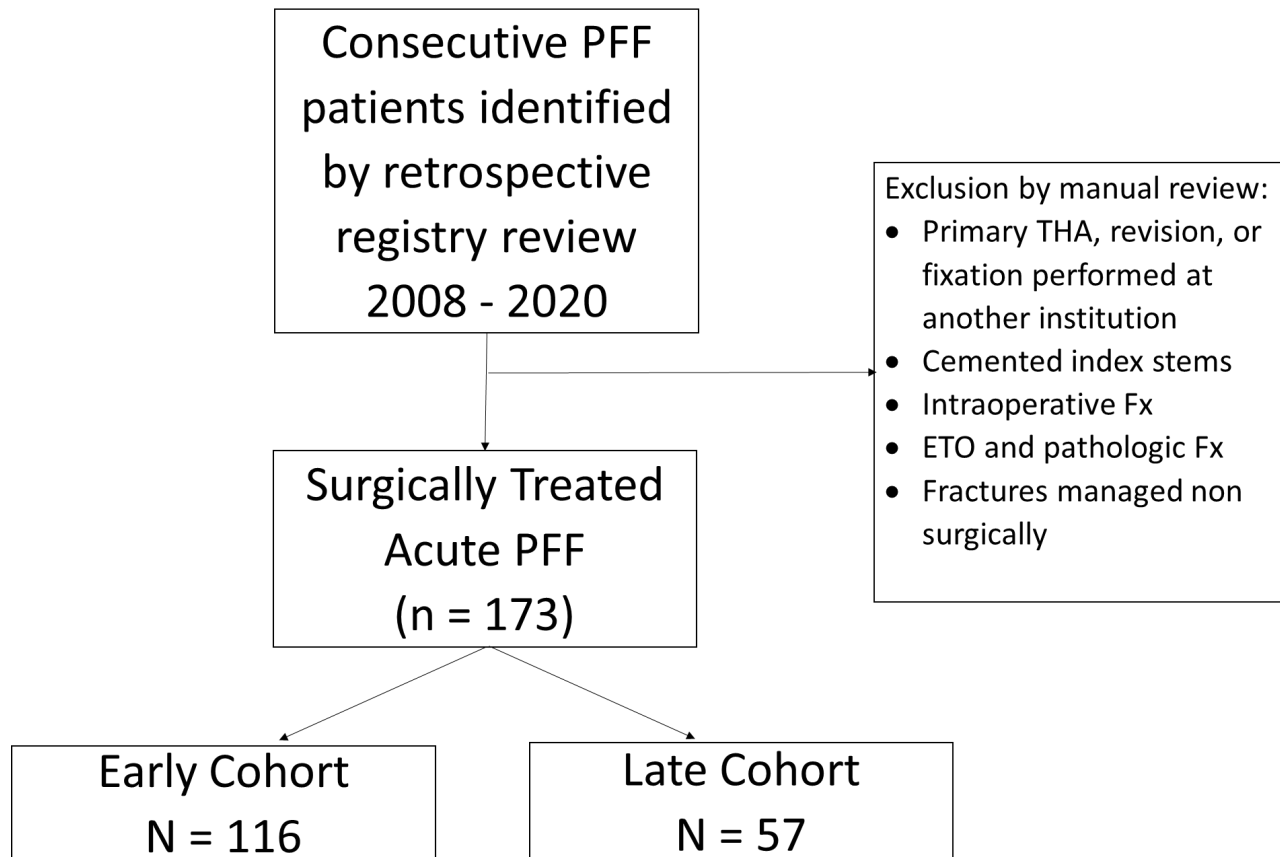 Consecutive PFF
patients identified
by retrospective
registry review
2008 - 2020
Exclusion by manual review:
• Primary THA, revision, or
fixation performed at
another institution
• Cemented index stems
• Intraoperative Fx
• ETO and pathologic Fx
• Fractures managed non
surgically
Surgically Treated
Acute PFF
(n = 173)
Early Cohort
N = 116
Late Cohort
N = 57